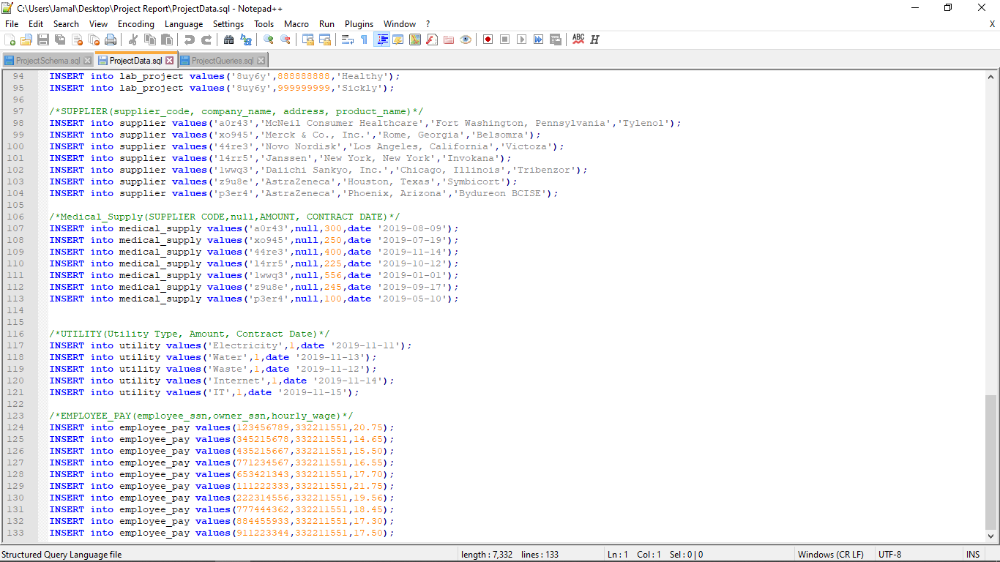 C:\Users\Jamal\Desktop\Project Report\ProjectData.sql - Notepad++
File Edit Search View Encoding Language Settings Tools Macro Run Plugins Window ? X
ProjectSchema.sql ProjectData.sql ProjectQueries.sql
94 INSERT into lab_project values('8uy6y',888888888,'Healthy');
95 INSERT into lab_project values('8uy6y',999999999,'Sickly');
96
97 /*SUPPLIER(supplier_code, company_name, address, product_name)*/
98 INSERT into supplier values('a0r43','McNeil Consumer Healthcare','Fort Washington, Pennsylvania','Tylenol');
99 INSERT into supplier values('xo945','Merck & Co., Inc.','Rome, Georgia','Belsomra');
100 INSERT into supplier values('44re3','Novo Nordisk','Los Angeles, California','Victoza');
101 INSERT into supplier values('l4rr5','Janssen','New York, New York','Invokana');
102 INSERT into supplier values('1wwq3','Daiichi Sankyo, Inc.','Chicago, Illinois','Tribenzor');
103 INSERT into supplier values('z9u8e','AstraZeneca','Houston, Texas','Symbicort');
104 INSERT into supplier values('p3er4','AstraZeneca','Phoenix, Arizona','Bydureon BCISE');
105
106 /*Medical_Supply(SUPPLIER CODE,null,AMOUNT, CONTRACT DATE)*/
107 INSERT into medical_supply values('a0r43',null,300,date '2019-08-09');
108 INSERT into medical_supply values('xo945',null,250,date '2019-07-19');
109 INSERT into medical_supply values('44re3',null,400,date '2019-11-14');
110 INSERT into medical_supply values('l4rr5',null,225,date '2019-10-12');
111 INSERT into medical_supply values('1wwq3',null,556,date '2019-01-01');
112 INSERT into medical_supply values('z9u8e',null,245,date '2019-09-17');
113 INSERT into medical_supply values('p3er4',null,100,date '2019-05-10');
114
115
116 /*UTILITY(Utility Type, Amount, Contract Date)*/
117 INSERT into utility values('Electricity',1,date '2019-11-11');
118 INSERT into utility values('Water',1,date '2019-11-13');
119 INSERT into utility values('Waste',1,date '2019-11-12');
120 INSERT into utility values('Internet',1,date '2019-11-14');
121 INSERT into utility values('IT',1,date '2019-11-15');
122
123 /*EMPLOYEE_PAY(employee_ssn,owner_ssn,hourly_wage)*/
124 INSERT into employee_pay values(123456789,332211551,20.75);
125 INSERT into employee_pay values(345215678,332211551,14.65);
126 INSERT into employee_pay values(435215667,332211551,15.50);
127 INSERT into employee_pay values(771234567,332211551,16.55);
128 INSERT into employee_pay values(653421343,332211551,17.70);
129 INSERT into employee_pay values(111222333,332211551,21.75);
130 INSERT into employee_pay values(222314556,332211551,19.56);
131 INSERT into employee_pay values(777444362,332211551,18.45);
132 INSERT into employee_pay values(884455933,332211551,17.30);
133 INSERT into employee_pay values(911223344,332211551,17.50);
Structured Query Language file length : 7,332 lines : 133 Ln : 1 Col : 1 Sel : 0 | 0 Windows (CR LF) UTF-8 INS